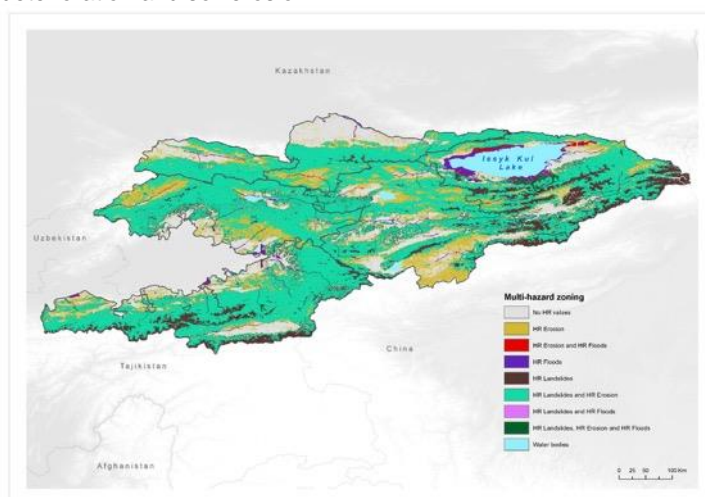 Kazakhstan
Issyk Kul
Lake
Uzbekistan
Multi-hazard zoning
No HR values
HR Erosion
HR Erosion and HR Floods
HR Floods
HR Landslides
HR Landslides and HR Erosion
HR Landslides and HR Floods
HR Landslides, HR Erosion and HR Floods
Water bodies
China
Tajikistan
Afghanistan
0 25 50 100 Km